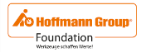 Hoffmann Group
Foundation
Werkzeuge schaffen Werte!